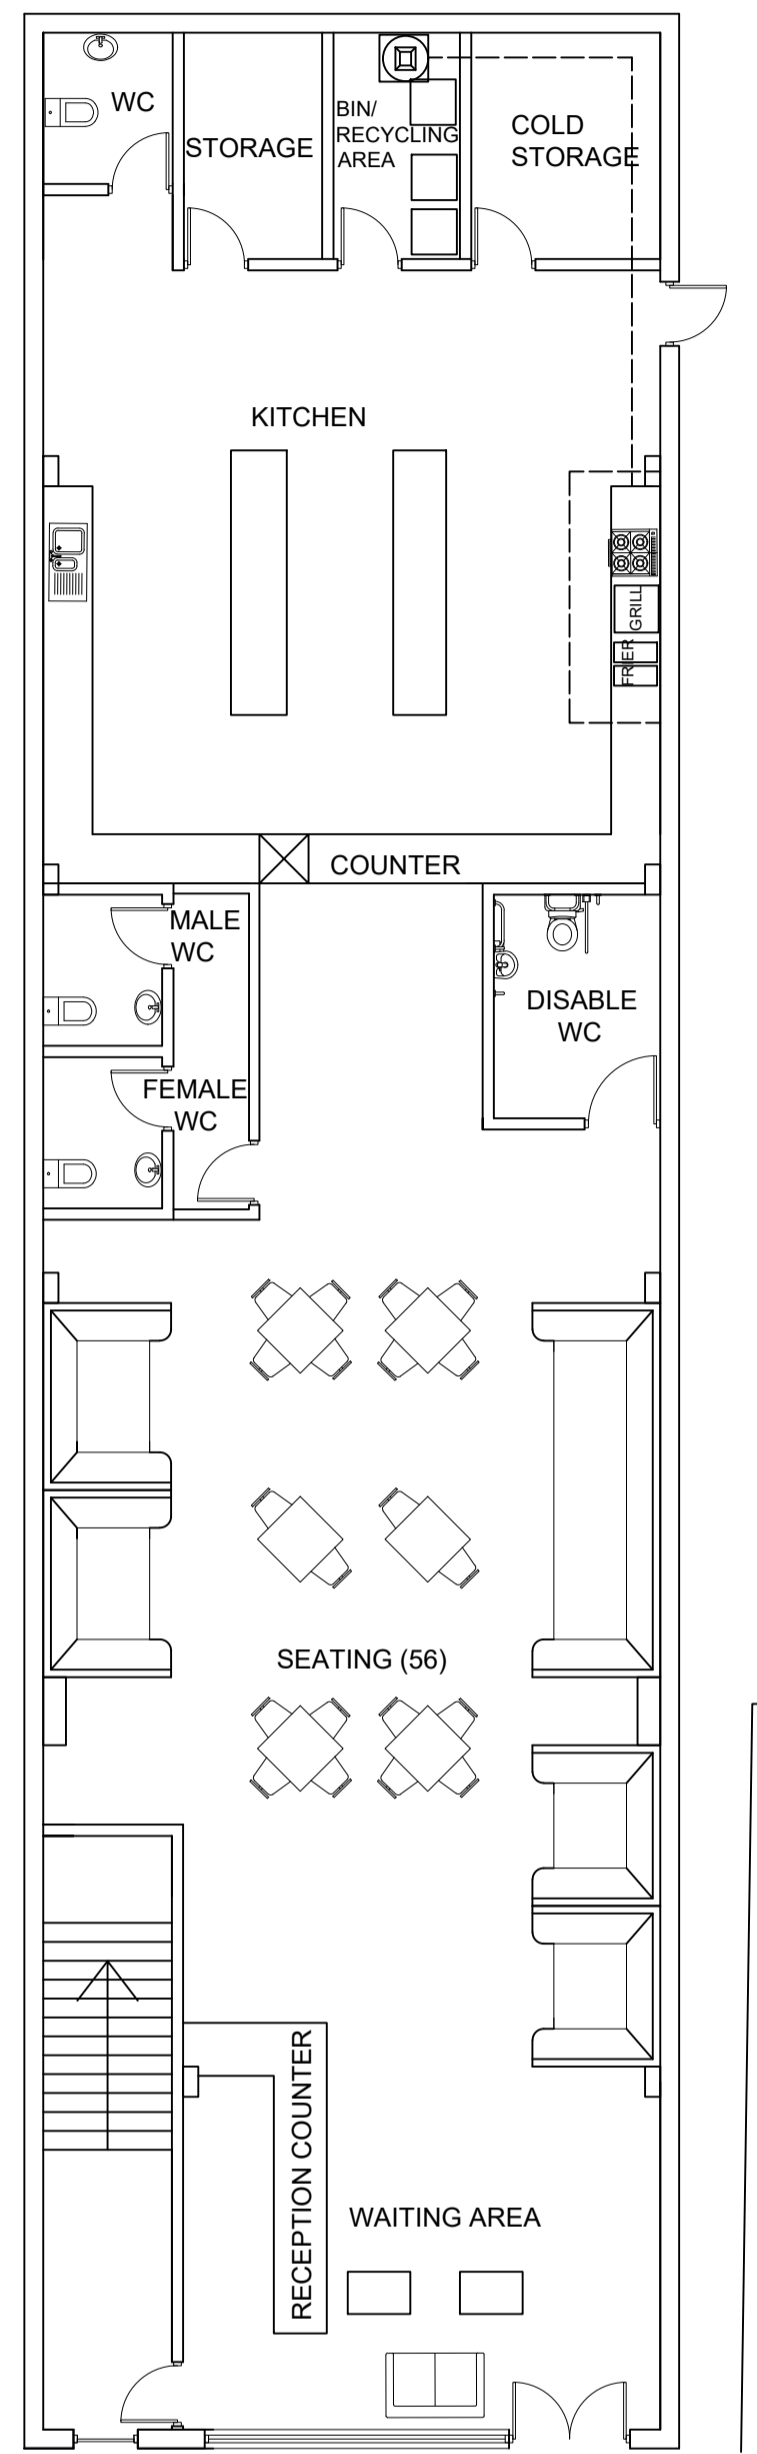 WC
STORAGE
BIN/
RECYCLING
AREA
COLD
STORAGE
KITCHEN
GRILL
FRIER
COUNTER
MALE
WC
DISABLE
WC
FEMALE
WC
SEATING (56)
RECEPTION COUNTER
WAITING AREA